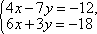 4x − 7y = −12,
6x + 3y = −18